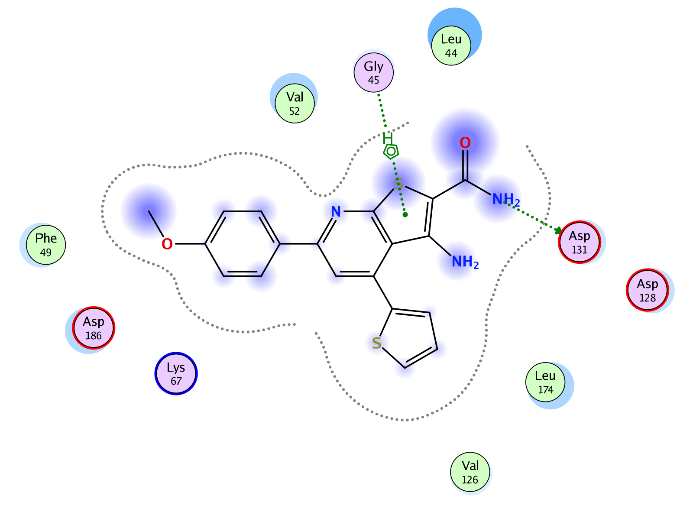 Leu
44
Gly
45
Val
52
H
O
S
NH2
N
NH2
Asp
131
Phe
49
O
Asp
128
Asp
186
S
Lys
67
Leu
174
Val
126